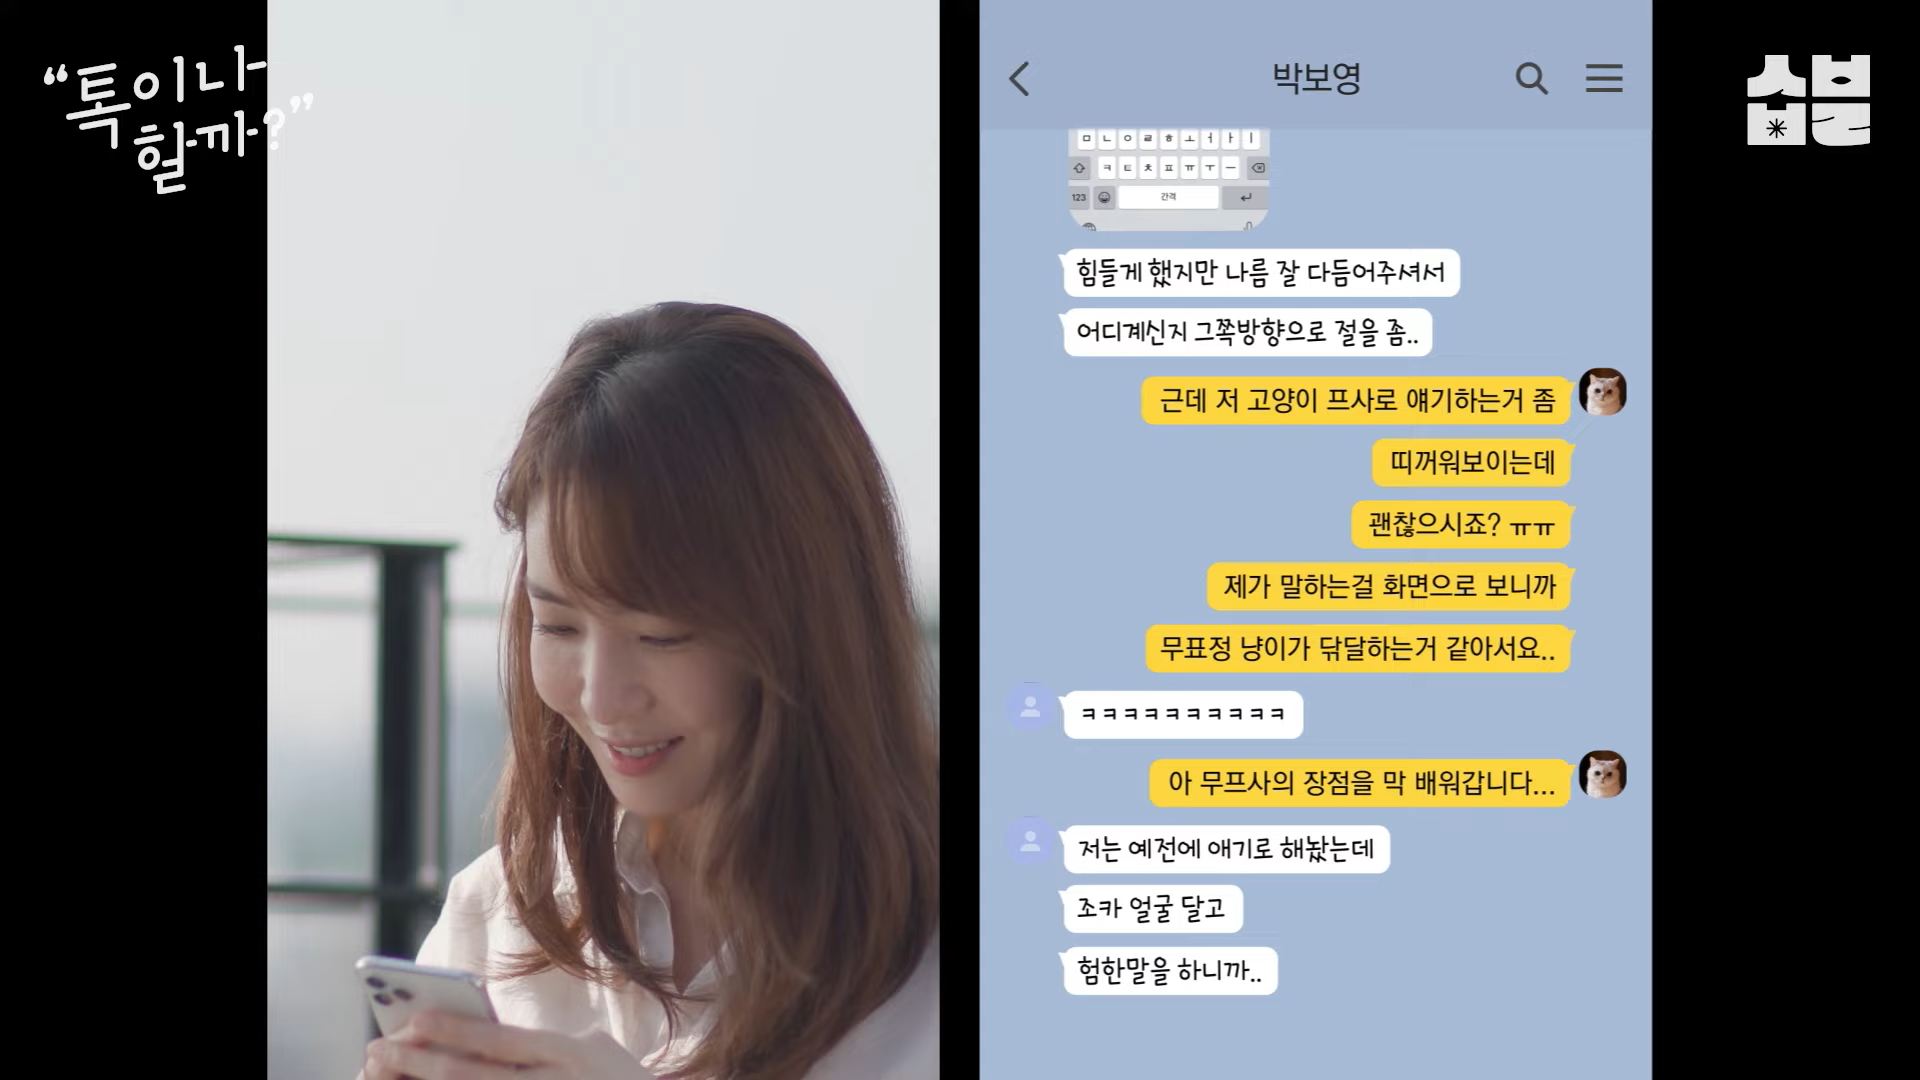 “톡이나
할까?”
숏붐
박보영
ㅁ ㄴ ㅇ ㄹ ㅎ ㅗ ㅓ ㅏ ㅣ
ㅋ ㅌ ㅊ ㅍ ㅠ ㅜ ㅡ
123 간격
힘들게 했지만 나름 잘 다듬어주셔서
어디계신지 그쪽방향으로 절을 좀..
근데 저 고양이 프사로 얘기하는거 좀
띠꺼워보이는데
괜찮으시죠? ㅠㅠ
제가 말하는걸 화면으로 보니까
무표정 냥이가 닦달하는거 같아서요..
ㅋㅋㅋㅋㅋㅋㅋㅋㅋㅋ
아 무프사의 장점을 막 배워갑니다...
저는 예전에 애기로 해놨는데
조카 얼굴 달고
험한말을 하니까..